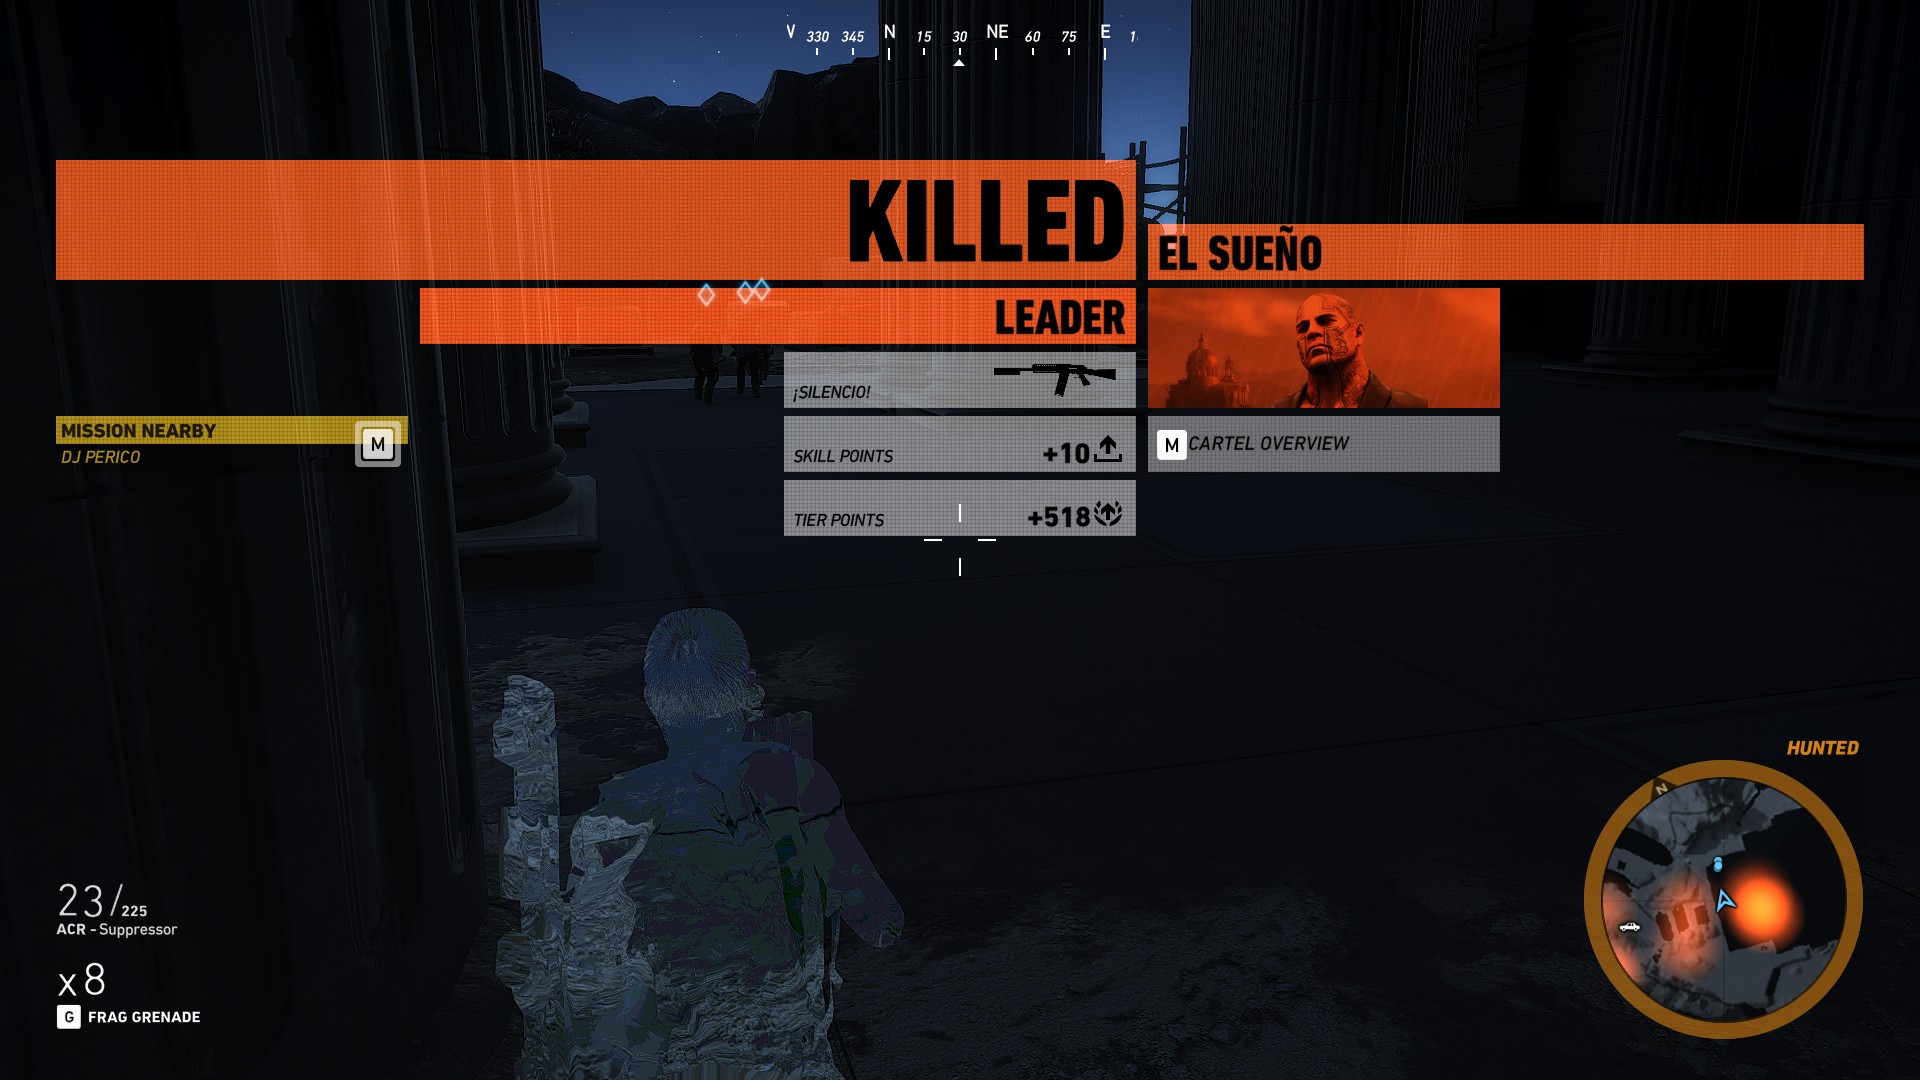 V 330 345 N 15 30 NE 60 75 E
KILLED
EL SUEÑO
LEADER
¡SILENCIO!
MISSION NEARBY
M
DJ PERICO
SKILL POINTS +10
M CARTEL OVERVIEW
TIER POINTS +518
HUNTED
N
23/225
ACR - Suppressor
x8
G FRAG GRENADE